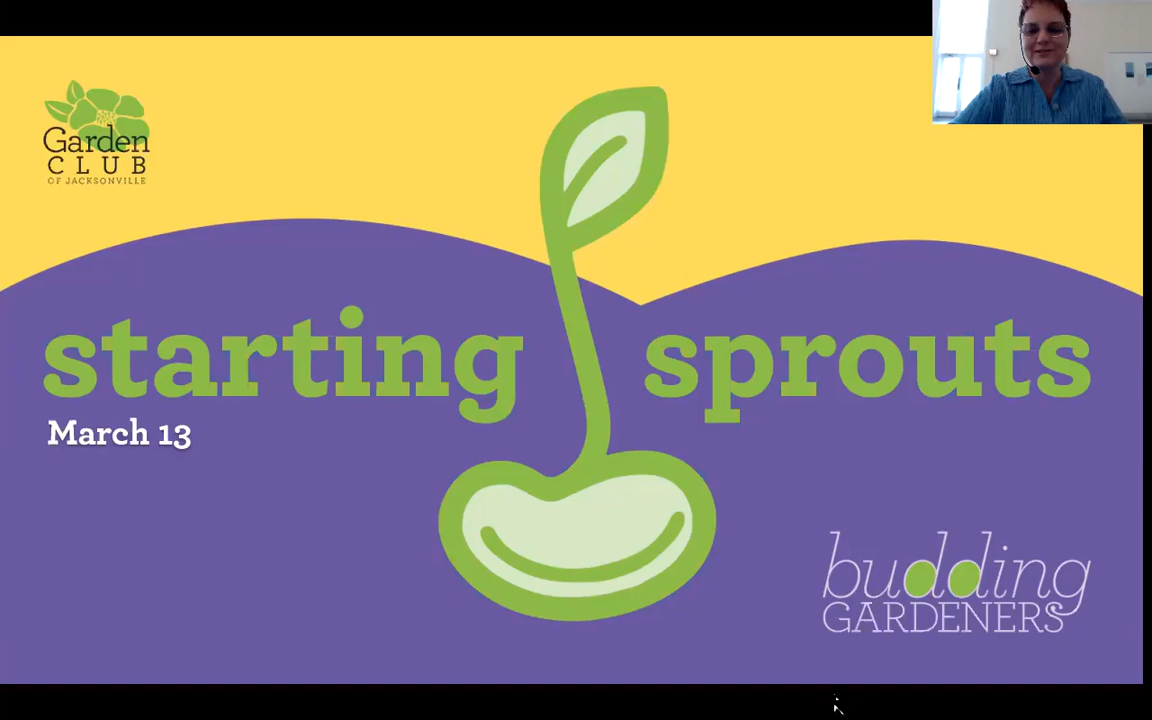 Garden
CLUB
OF JACKSONVILLE
starting sprouts
March 13
budding
GARDENERS